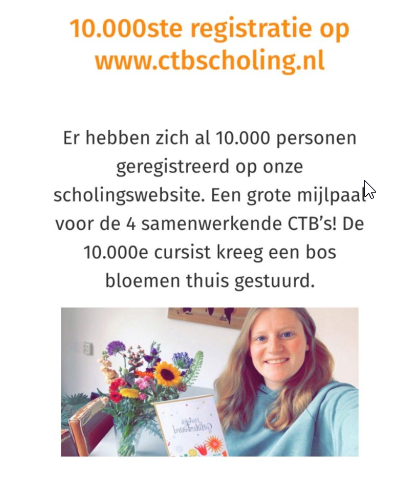 10.000ste registratie op
www.ctbscholing.nl
Er hebben zich al 10.000 personen
geregistreerd op onze
scholingswebsite. Een grote mijlpaal
voor de 4 samenwerkende CTB's! De
10.000e cursist kreeg een bos
bloemen thuis gestuurd.